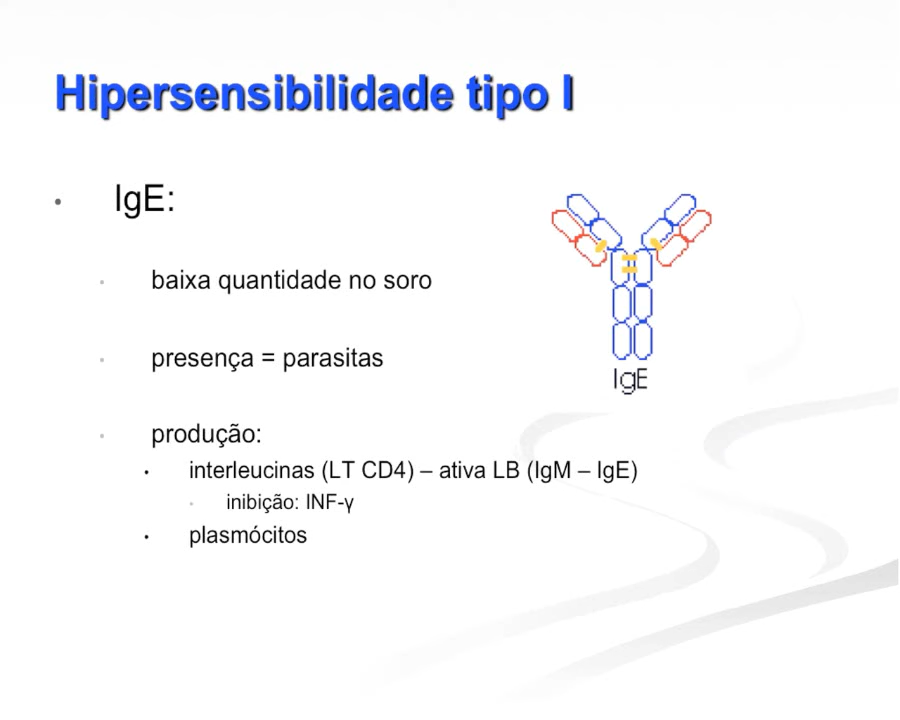 Hipersensibilidade tipo I
• IgE:
• baixa quantidade no soro
• presença = parasitas
IgE
• produção:
• interleucinas (LT CD4) – ativa LB (IgM – IgE)
• inibição: INF-γ
• plasmócitos